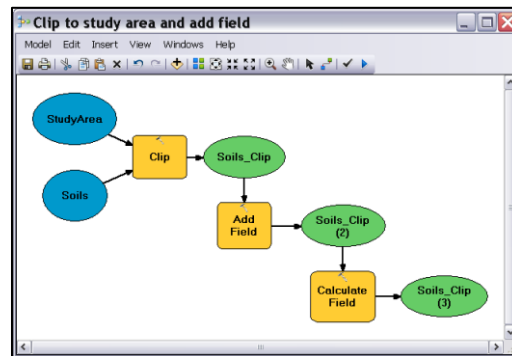 Clip to study area and add field
Model Edit Insert View Windows Help
StudyArea
Clip
Soils_Clip
Soils
Add
Field
Soils_Clip
(2)
Calculate
Field
Soils_Clip
(3)